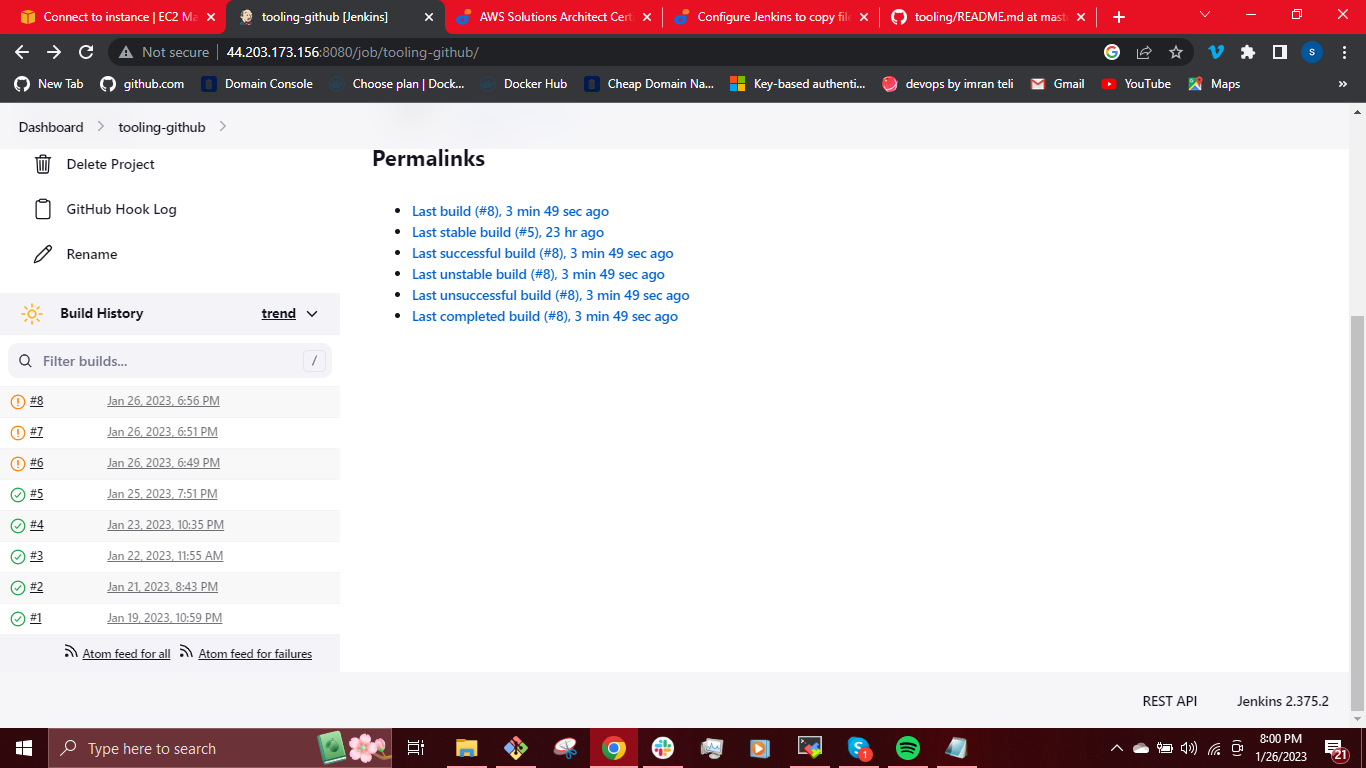 Connect to instance | EC2 Ma
tooling-github [Jenkins]
AWS Solutions Architect Certi
Configure Jenkins to copy file
tooling/README.md at mast
Not secure
44.203.173.156:8080/job/tooling-github/
S
New Tab
github.com
Domain Console
Choose plan | Dock...
Docker Hub
Cheap Domain Na...
Key-based authenti...
devops by imran teli
Gmail
YouTube
Maps
»
Dashboard
tooling-github
Delete Project
GitHub Hook Log
Rename
Build History
trend
Filter builds...
/
#8 Jan 26, 2023, 6:56 PM
#7 Jan 26, 2023, 6:51 PM
#6 Jan 26, 2023, 6:49 PM
#5 Jan 25, 2023, 7:51 PM
#4 Jan 23, 2023, 10:35 PM
#3 Jan 22, 2023, 11:55 AM
#2 Jan 21, 2023, 8:43 PM
#1 Jan 19, 2023, 10:59 PM
Atom feed for all
Atom feed for failures
Permalinks
Last build (#8), 3 min 49 sec ago
Last stable build (#5), 23 hr ago
Last successful build (#8), 3 min 49 sec ago
Last unstable build (#8), 3 min 49 sec ago
Last unsuccessful build (#8), 3 min 49 sec ago
Last completed build (#8), 3 min 49 sec ago
REST API
Jenkins 2.375.2
Type here to search
1
8:00 PM
1/26/2023
21